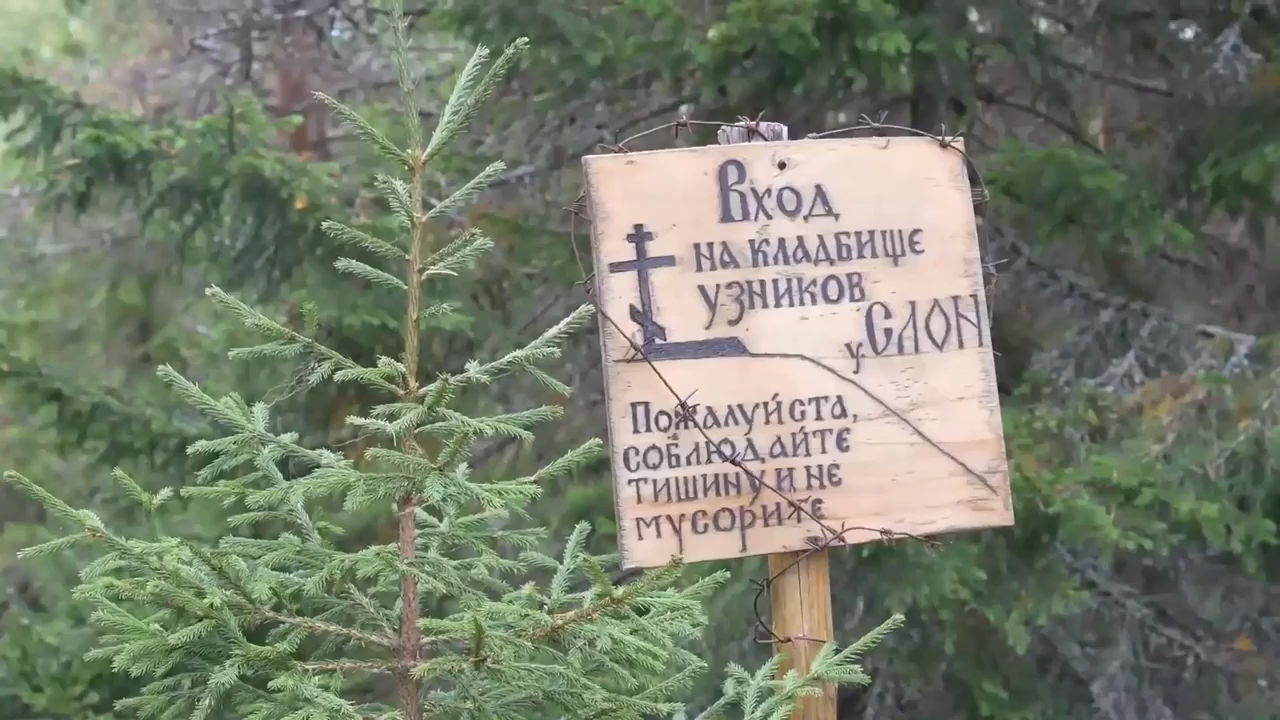 Вход
на кладбище
узников
у. СЛОН
Пожалуйста,
соблюдайте
тишину и не
мусорите